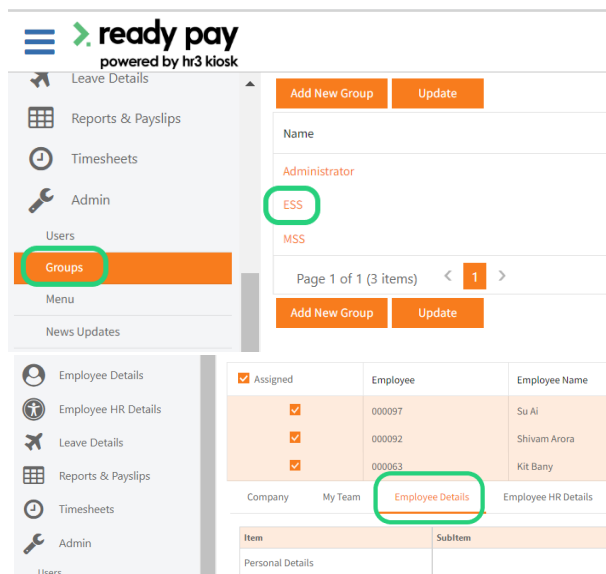 ready pay
powered by hr3 kiosk
Leave Details
Reports & Payslips
Timesheets
Admin
Users
Groups
Menu
News Updates
Add New Group Update
Name
Administrator
ESS
MSS
Page 1 of 1 (3 items) < 1 >
Add New Group Update
Employee Details
Employee HR Details
Leave Details
Reports & Payslips
Timesheets
Admin
Users
Assigned Employee Employee Name
000097 Su Ai
000092 Shivam Arora
000063 Kit Bany
Company My Team Employee Details Employee HR Details
Item SubItem
Personal Details